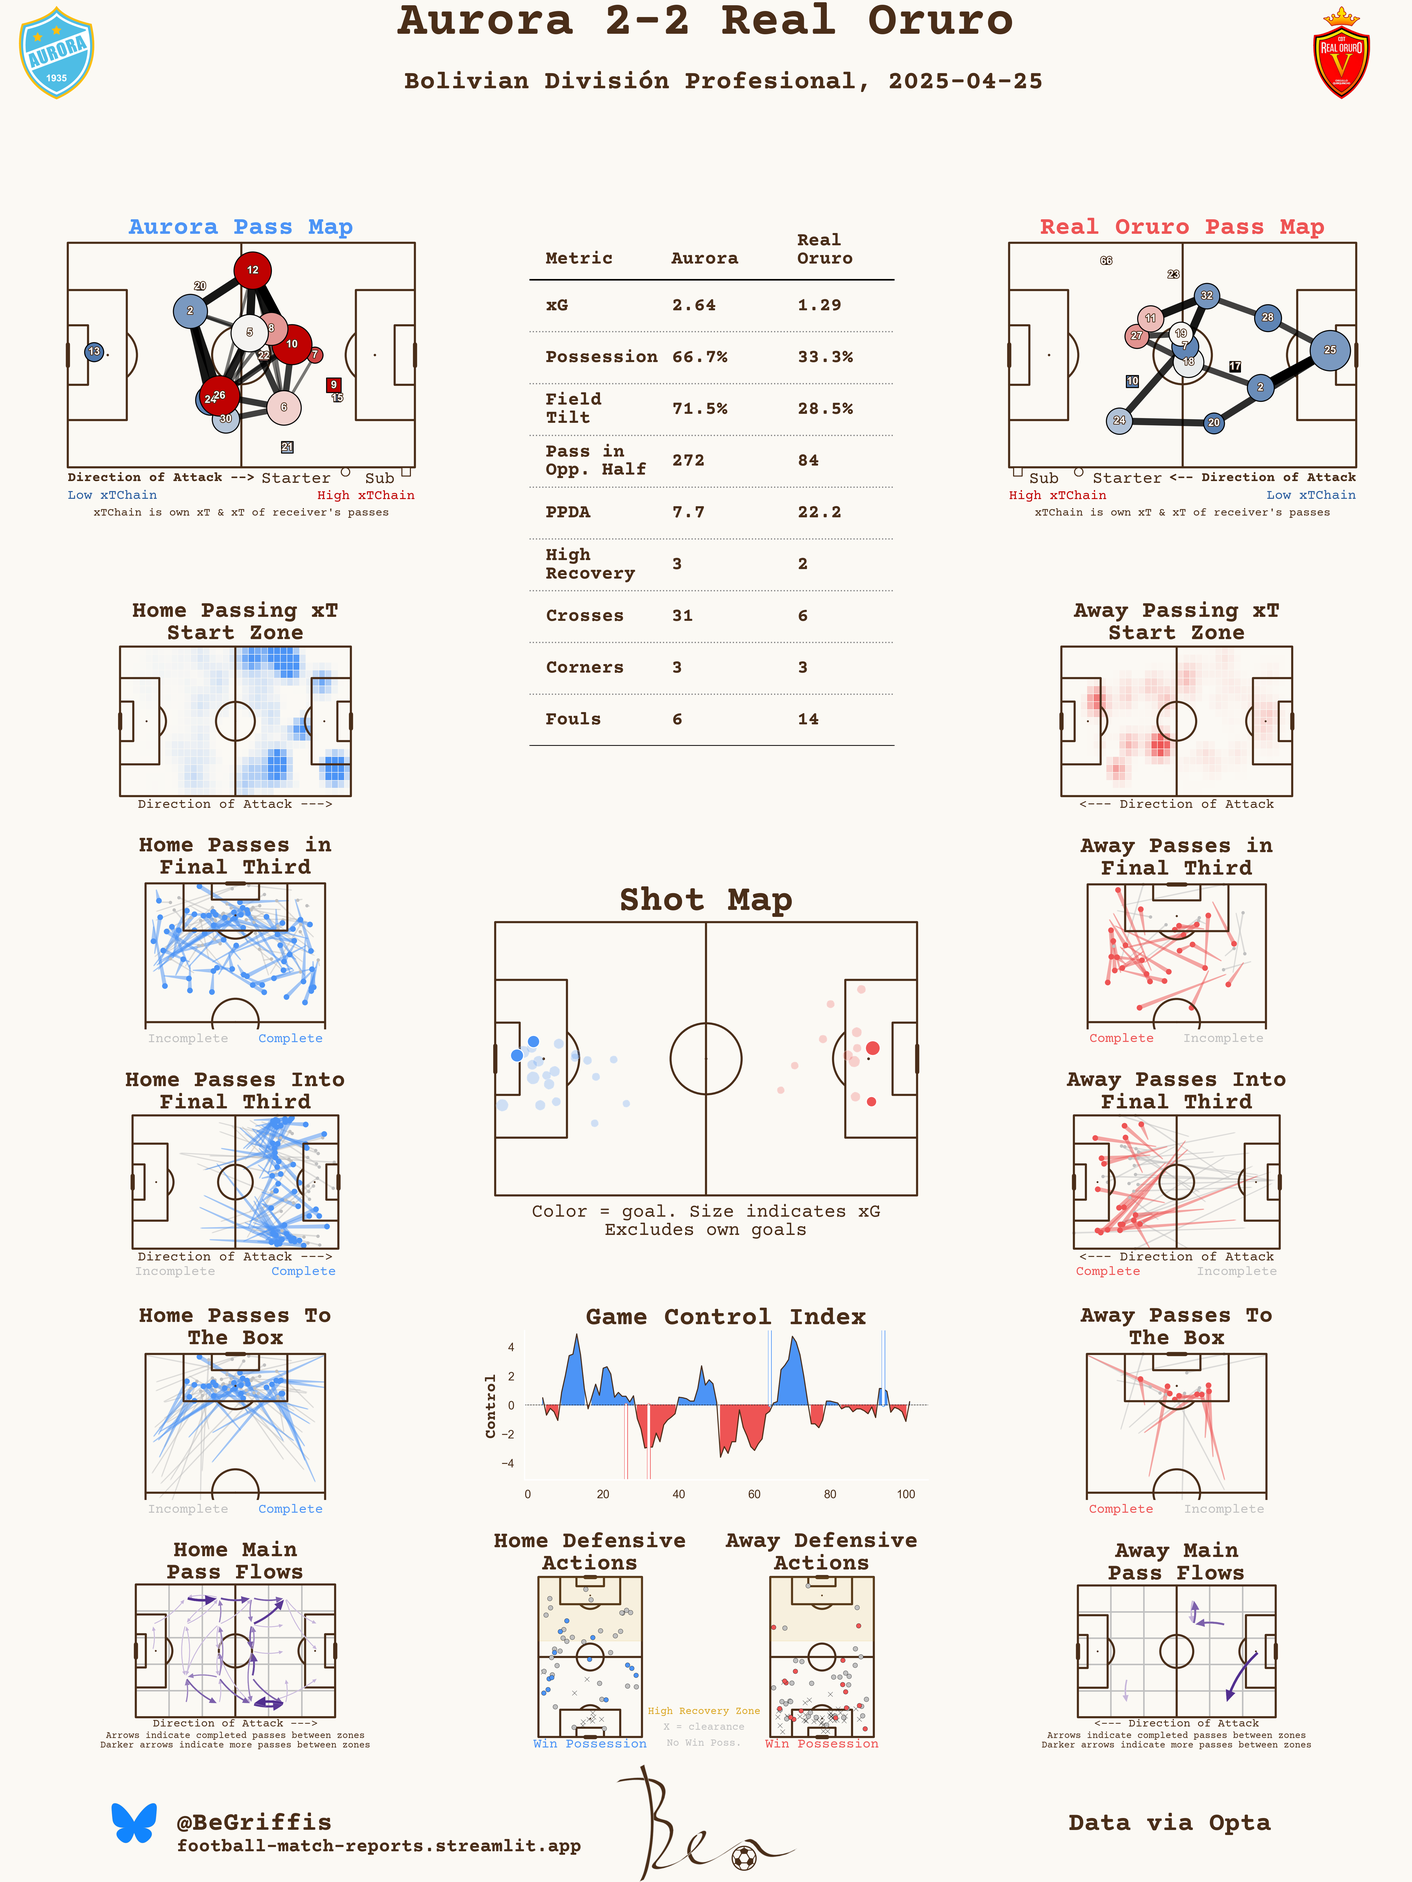 Aurora 2-2 Real Oruro
Bolivian División Profesional, 2025-04-25
AURORA
1935
CDT
REAL ORURO
V
Aurora Pass Map
12
20
2
5
8
10
22
7
13
9
15
24
26
30
6
21
Direction of Attack --> Starter Sub
Low xTChain High xTChain
xTChain is own xT & xT of receiver's passes
Metric Aurora Real Oruro
xG 2.64 1.29
Possession 66.7% 33.3%
Field Tilt 71.5% 28.5%
Pass in Opp. Half 272 84
PPDA 7.7 22.2
High Recovery 3 2
Crosses 31 6
Corners 3 3
Fouls 6 14
Real Oruro Pass Map
66
23
32
11
28
27
19
7
18
25
17
10
2
24
20
Sub Starter <-- Direction of Attack
High xTChain Low xTChain
xTChain is own xT & xT of receiver's passes
Home Passing xT
Start Zone
Direction of Attack --->
Away Passing xT
Start Zone
<--- Direction of Attack
Home Passes in
Final Third
Incomplete Complete
Away Passes in
Final Third
Complete Incomplete
Shot Map
Color = goal. Size indicates xG
Excludes own goals
Home Passes Into
Final Third
Direction of Attack --->
Incomplete Complete
Away Passes Into
Final Third
<--- Direction of Attack
Complete Incomplete
Home Passes To
The Box
Incomplete Complete
Game Control Index
Control
4
2
0
−2
−4
0 20 40 60 80 100
Away Passes To
The Box
Complete Incomplete
Home Main
Pass Flows
Direction of Attack --->
Arrows indicate completed passes between zones
Darker arrows indicate more passes between zones
Home Defensive
Actions
Win Possession
High Recovery Zone
X = clearance
No Win Poss.
Away Defensive
Actions
Win Possession
Away Main
Pass Flows
<--- Direction of Attack
Arrows indicate completed passes between zones
Darker arrows indicate more passes between zones
@BeGriffis
football-match-reports.streamlit.app
Ben
Data via Opta